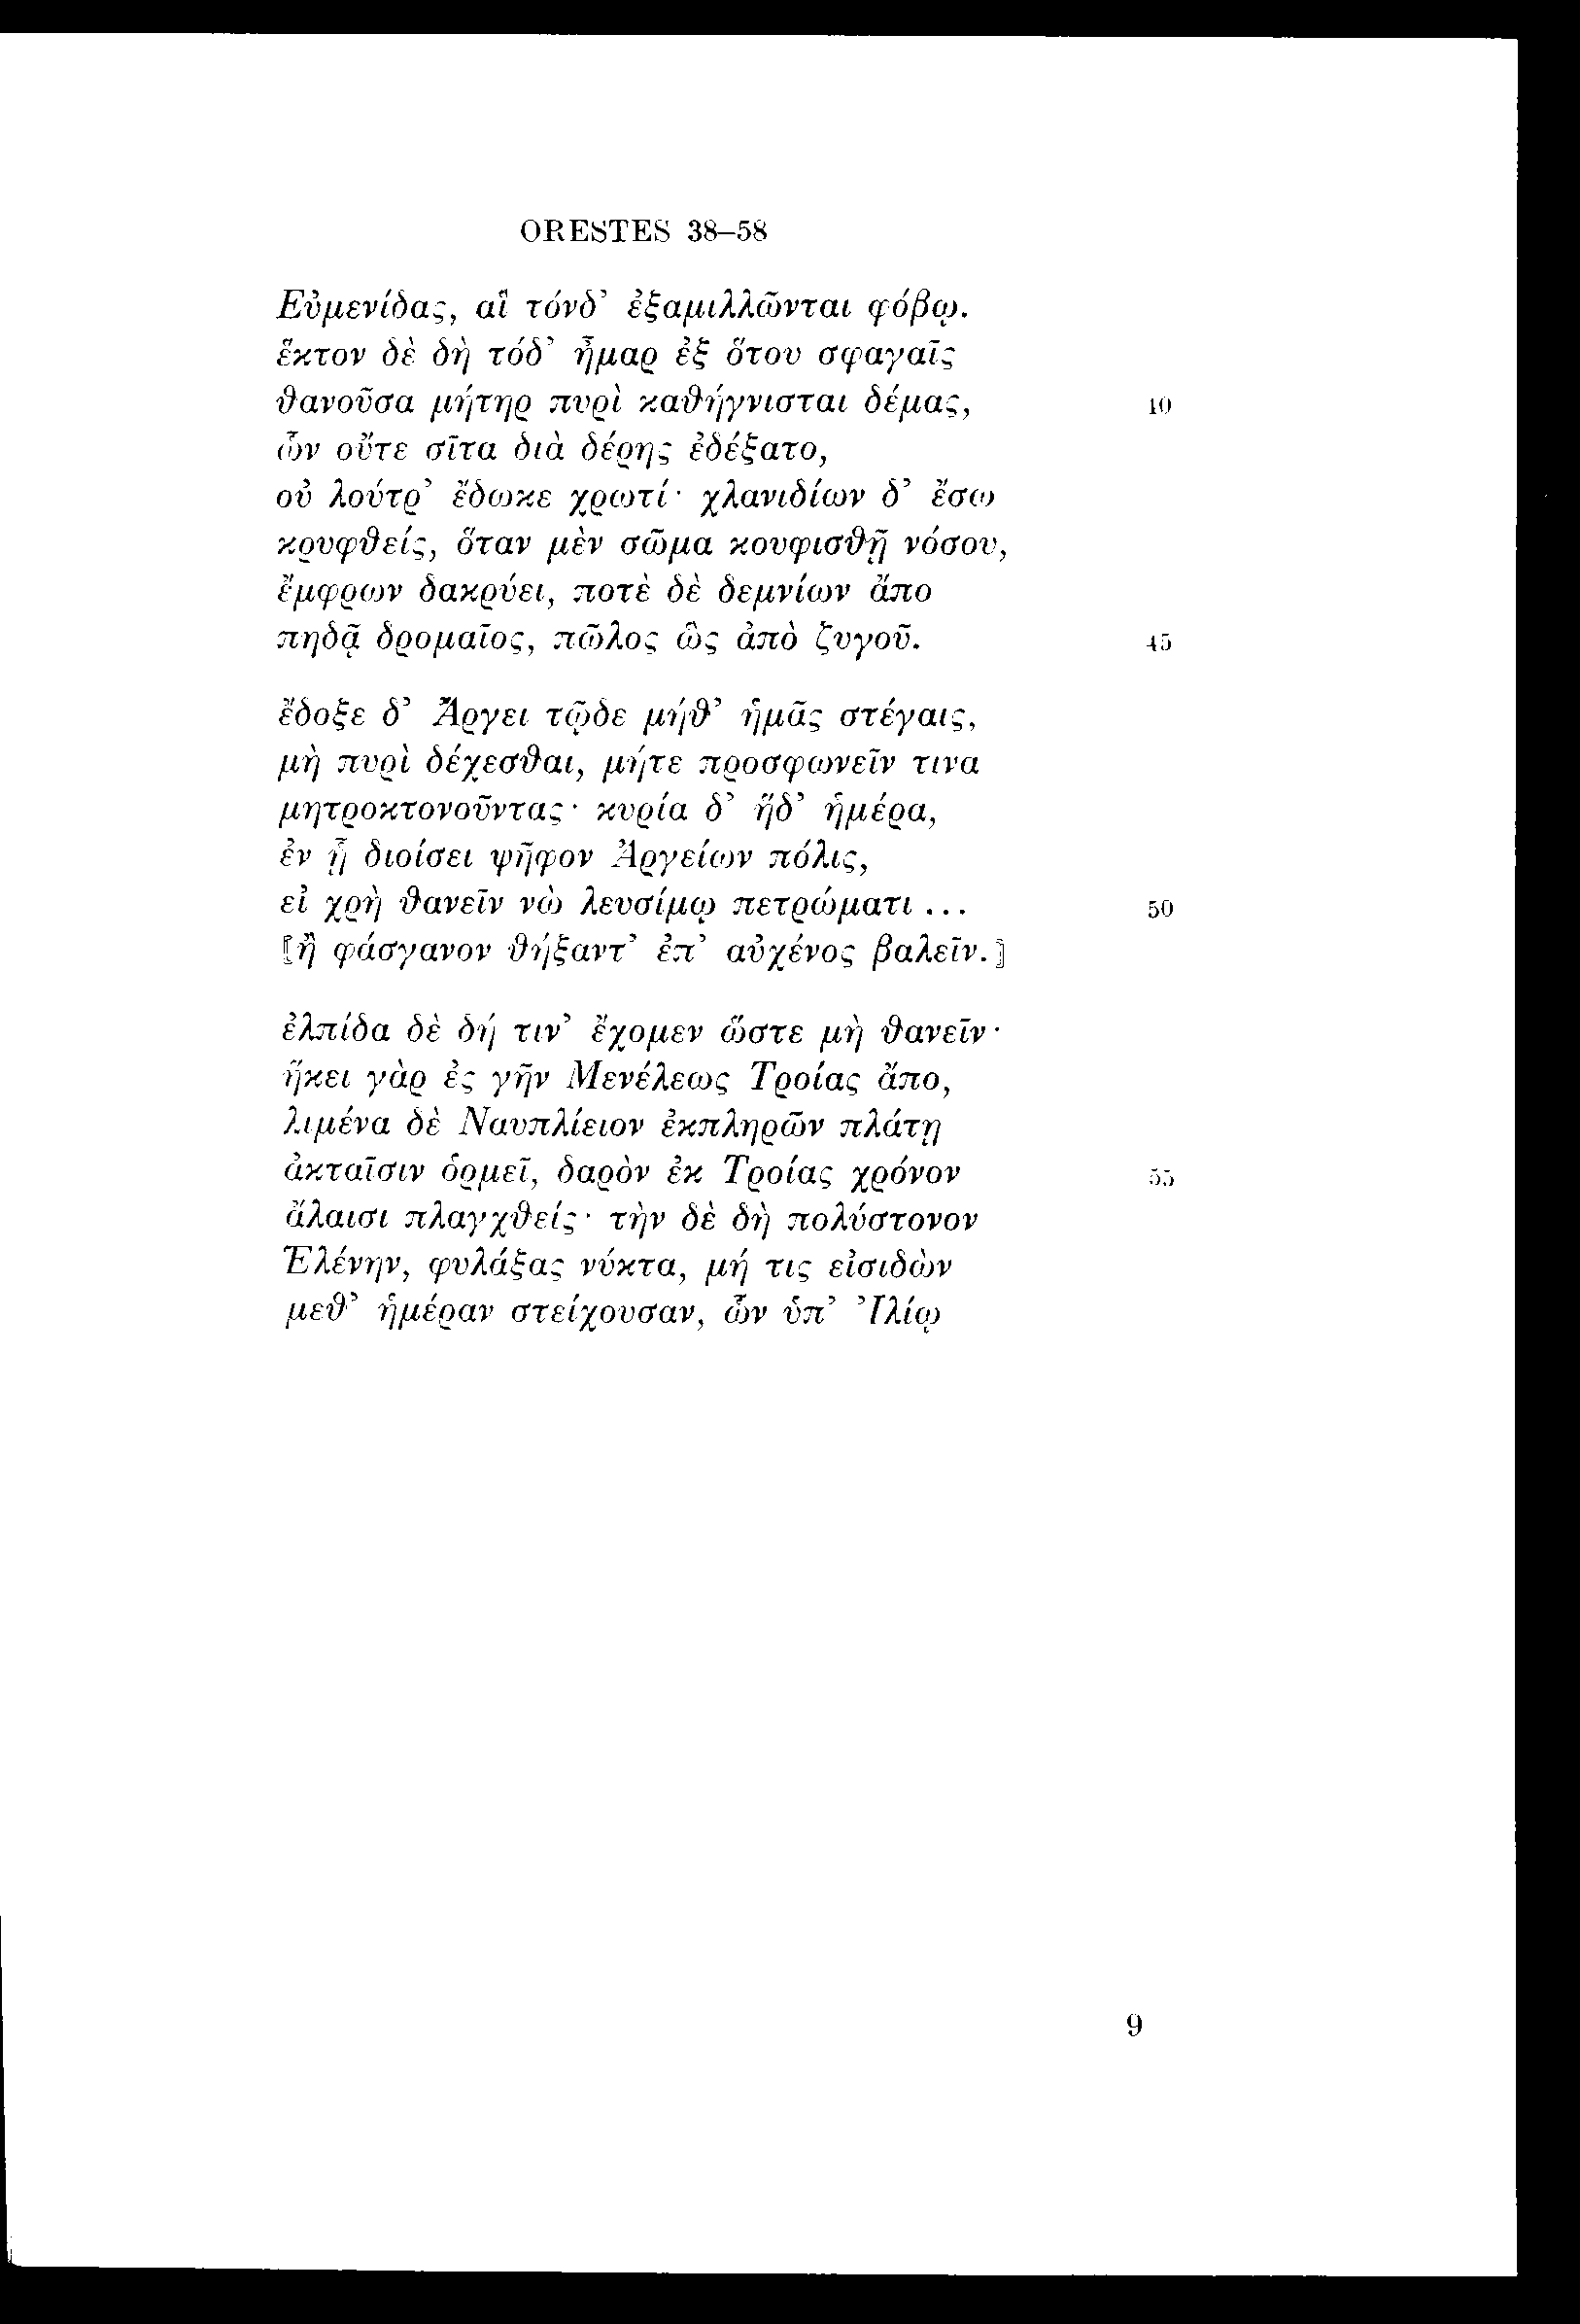 ORESTES 38–58
Εὐμενίδας, αἳ τόνδ’ ἐξαμιλλῶνται φόβῳ.
ἕκτον δὲ δὴ τόδ’ ἦμαρ ἐξ ὅτου σφαγαῖς
θανοῦσα μήτηρ πυρὶ καθήγνισται δέμας, 40
ὧν οὔτε σῖτα διὰ δέρης ἐδέξατο,
οὐ λούτρ’ ἔδωκε χρωτί· χλανιδίων δ’ ἔσω
κρυφθείς, ὅταν μὲν σῶμα κουφισθῇ νόσου,
ἔμφρων δακρύει, ποτὲ δὲ δεμνίων ἄπο
πηδᾷ δρομαῖος, πῶλος ὣς ἀπὸ ζυγοῦ. 45
ἔδοξε δ’ Ἄργει τῷδε μήθ’ ἡμᾶς στέγαις,
μὴ πυρὶ δέχεσθαι, μήτε προσφωνεῖν τινα
μητροκτονοῦντας· κυρία δ’ ἥδ’ ἡμέρα,
ἐν ᾗ διοίσει ψῆφον Ἀργείων πόλις,
εἰ χρὴ θανεῖν νὼ λευσίμῳ πετρώματι ... 50
[ἢ φάσγανον θήξαντ’ ἐπ’ αὐχένος βαλεῖν.]
ἐλπίδα δὲ δή τιν’ ἔχομεν ὥστε μὴ θανεῖν·
ἥκει γὰρ ἐς γῆν Μενέλεως Τροίας ἄπο,
λιμένα δὲ Ναυπλίειον ἐκπληρῶν πλάτῃ
ἀκταῖσιν ὁρμεῖ, δαρὸν ἐκ Τροίας χρόνον 55
ἄλαισι πλαγχθείς· τὴν δὲ δὴ πολύστονον
Ἑλένην, φυλάξας νύκτα, μή τις εἰσιδὼν
μεθ’ ἡμέραν στείχουσαν, ὧν ὑπ’ Ἰλίῳ
9